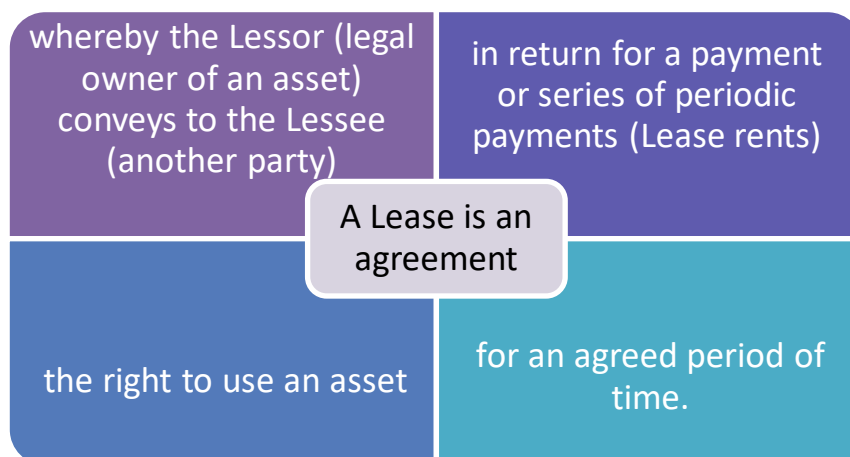 whereby the Lessor (legal
owner of an asset)
conveys to the Lessee
(another party)
in return for a payment
or series of periodic
payments (Lease rents)
A Lease is an
agreement
the right to use an asset
for an agreed period of
time.